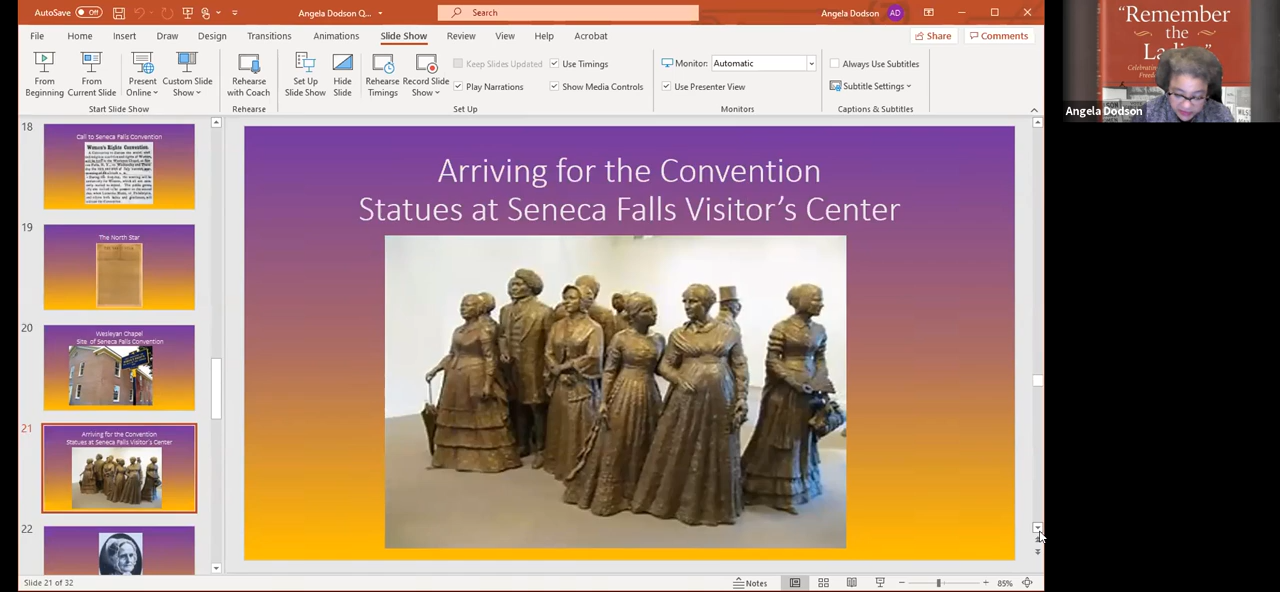 AutoSave
Off
Angela Dodson Q...
Search
Angela Dodson
AD
File
Home
Insert
Draw
Design
Transitions
Animations
Slide Show
Review
View
Help
Acrobat
Share
Comments
From
Beginning
From
Current Slide
Present
Online
Custom Slide
Show
Start Slide Show
Rehearse
with Coach
Rehearse
Set Up
Slide Show
Hide
Slide
Rehearse
Timings
Record Slide
Show
Keep Slides Updated
Play Narrations
Use Timings
Show Media Controls
Set Up
Monitor:
Automatic
Use Presenter View
Monitors
Always Use Subtitles
Subtitle Settings
Captions & Subtitles
18
Call to Seneca Falls Convention
Women's Rights Convention.
19
The North Star
20
Wesleyan Chapel
Site of Seneca Falls Convention
21
Arriving for the Convention
Statues at Seneca Falls Visitor's Center
22
Arriving for the Convention
Statues at Seneca Falls Visitor's Center
Slide 21 of 32
Notes
85%
"Remember
the
Angela Dodson